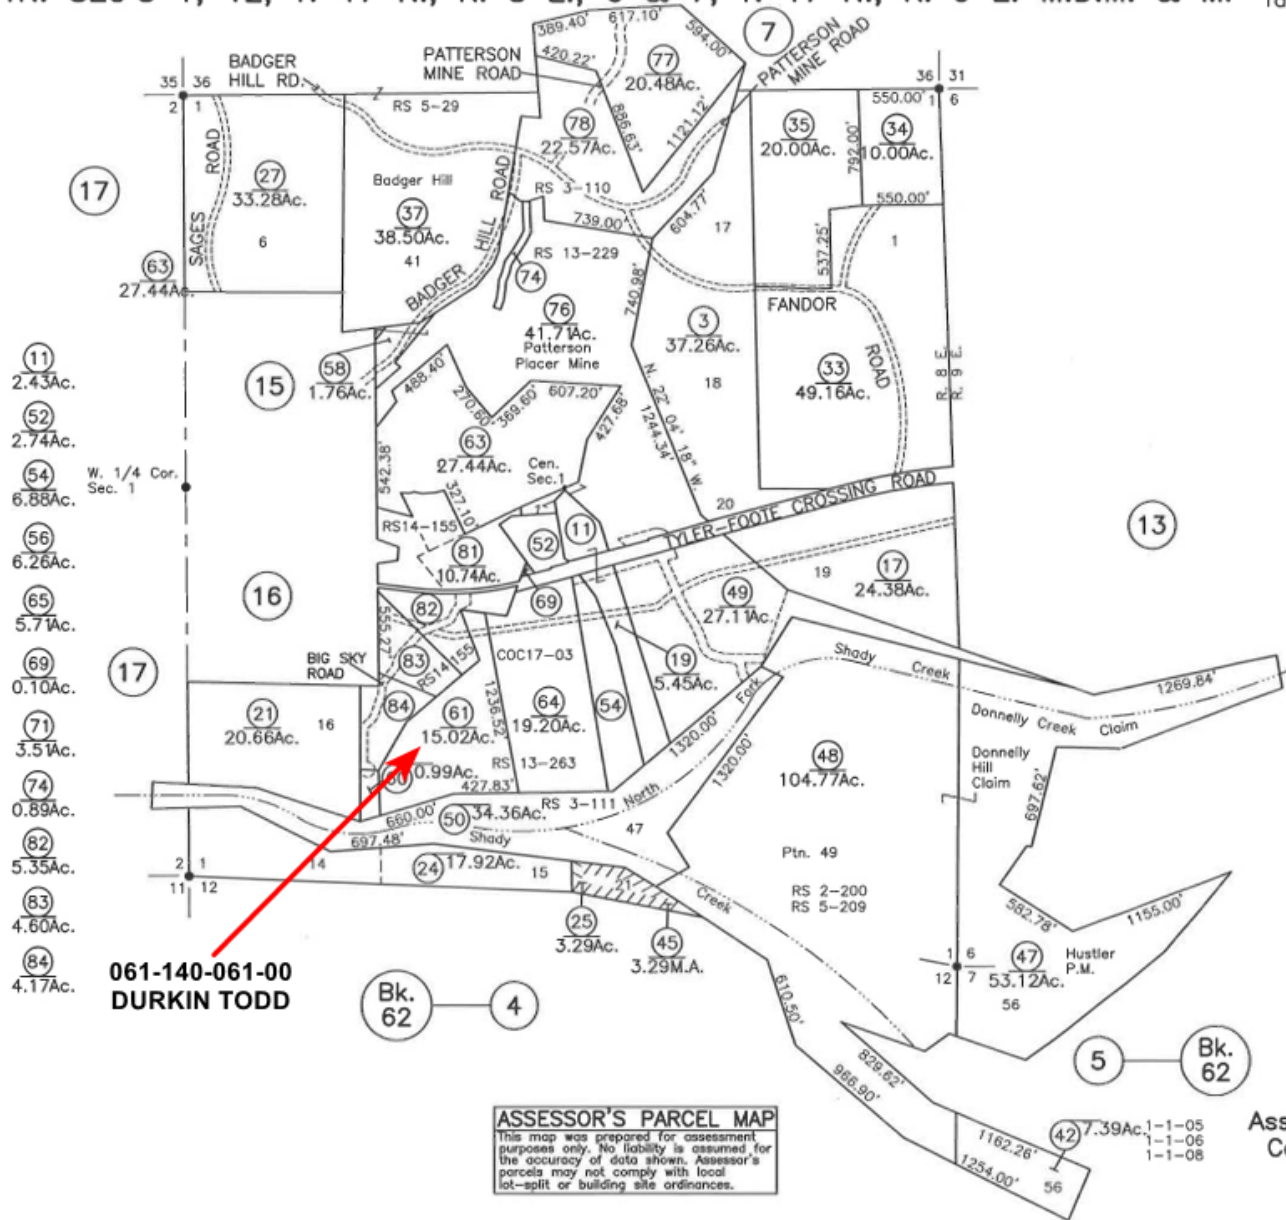 7
PATTERSON
MINE ROAD
389.40'
617.10'
594.00'
420.22'
77
20.48Ac.
886.63'
1121.12'
PATTERSON
MINE ROAD
BADGER
HILL RD.
35 36
2 1
RS 5-29
78
22.57Ac.
35
20.00Ac.
792.00'
34
10.00Ac.
550.00'
36 31
1 6
550.00'
17
SAGES ROAD
27
33.28Ac.
6
Badger Hill
37
38.50Ac.
41
BADGER HILL ROAD
RS 3-110
739.00'
604.77'
17
537.25'
1
63
27.44Ac.
RS 13-229
74
740.98'
FANDOR ROAD
76
41.71Ac.
Patterson
Placer Mine
3
37.26Ac.
18
33
49.16Ac.
R. 8 E.
R. 9 E.
11
2.43Ac.
52
2.74Ac.
54
6.88Ac.
56
6.26Ac.
65
5.71Ac.
69
0.10Ac.
71
3.51Ac.
74
0.89Ac.
82
5.35Ac.
83
4.60Ac.
84
4.17Ac.
15
58
1.76Ac.
488.40'
270.60'
369.60'
607.20'
427.68'
N. 22° 04' 18" W.
1244.34'
542.38'
63
27.44Ac.
Cen.
Sec.1
W. 1/4 Cor.
Sec. 1
327.10'
RS14-155
81
10.74Ac.
1"
52
11
20
TYLER-FOOTE CROSSING ROAD
13
16
555.27'
82
69
49
27.11Ac.
19
17
24.38Ac.
17
BIG SKY
ROAD
83
RS14 155
COC17-03
19
5.45Ac.
84
61
15.02Ac.
1236.52'
64
19.20Ac.
54
21
20.66Ac.
16
60
0.99Ac.
RS 13-263
427.83'
1320.00'
1320.00'
Shady Creek
1269.84'
Donnelly Creek Claim
Donnelly
Hill
Claim
48
104.77Ac.
697.62'
RS 3-111
North Fork
660.00'
50
34.36Ac.
697.48'
Shady
Creek
47
14
24
17.92Ac.
15
21
2 1
11 12
25
3.29Ac.
45
3.29M.A.
Ptn. 49
RS 2-200
RS 5-209
582.78'
1155.00'
1 6
12 7
47
53.12Ac.
56
Hustler
P.M.
061-140-061-00
DURKIN TODD
Bk.
62
4
610.50'
829.62'
966.90'
5
Bk.
62
1162.26'
1254.00'
42
7.39Ac.
56
1-1-05
1-1-06
1-1-08
ASSESSOR'S PARCEL MAP
This map was prepared for assessment
purposes only. No liability is assumed for
the accuracy of data shown. Assessor's
parcels may not comply with local
lot-split or building site ordinances.